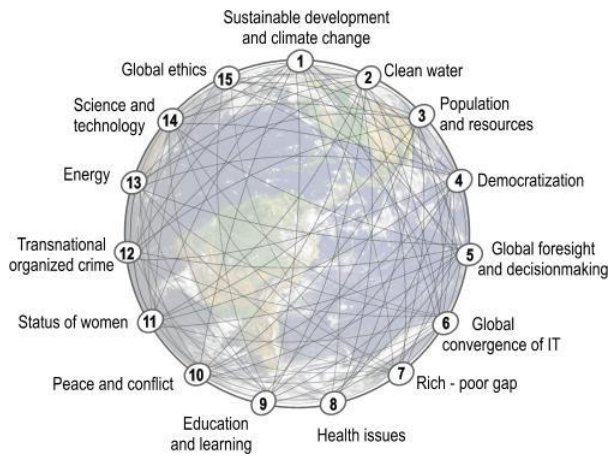 Sustainable development
and climate change
1
Clean water
2
Population
and resources
3
Democratization
4
Global foresight
and decisionmaking
5
Global
convergence of IT
6
Rich - poor gap
7
Health issues
8
Education
and learning
9
Peace and conflict
10
Status of women
11
Transnational
organized crime
12
Energy
13
Science and
technology
14
Global ethics
15